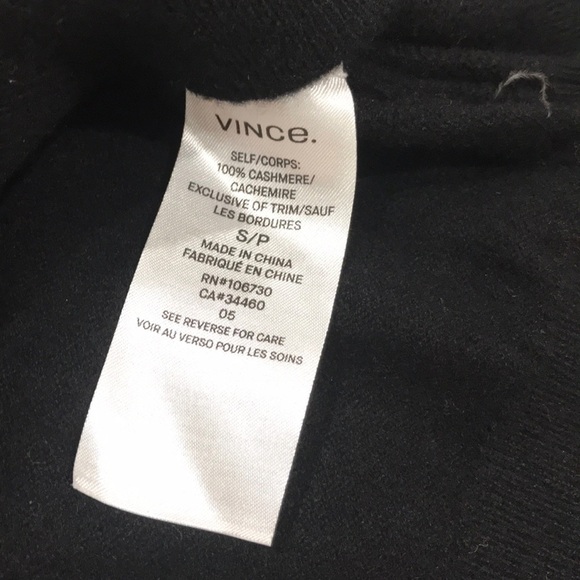 VINCe.
SELF/CORPS:
100% CASHMERE/
CACHEMIRE
EXCLUSIVE OF TRIM/SAUF
LES BORDURES
S/P
MADE IN CHINA
FABRIQUÉ EN CHINE
RN#106730
CA#34460
05
SEE REVERSE FOR CARE
VOIR AU VERSO POUR LES SOINS